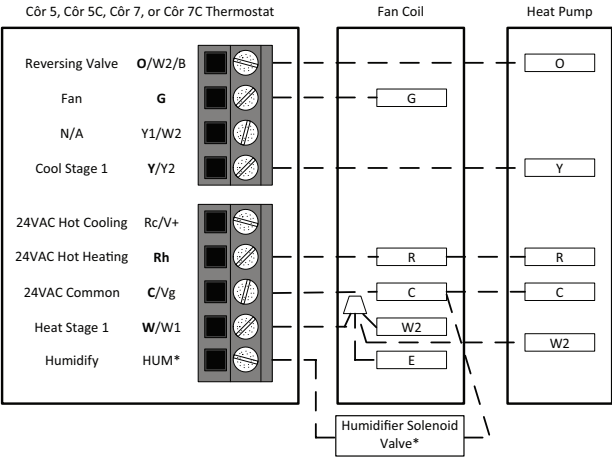 Côr 5, Côr 5C, Côr 7, or Côr 7C Thermostat
Fan Coil
Heat Pump
Reversing Valve O/W2/B
O
Fan G
G
N/A Y1/W2
Cool Stage 1 Y/Y2
Y
24VAC Hot Cooling Rc/V+
24VAC Hot Heating Rh
R
R
24VAC Common C/Vg
C
C
Heat Stage 1 W/W1
W2
W2
Humidify HUM*
E
Humidifier Solenoid
Valve*